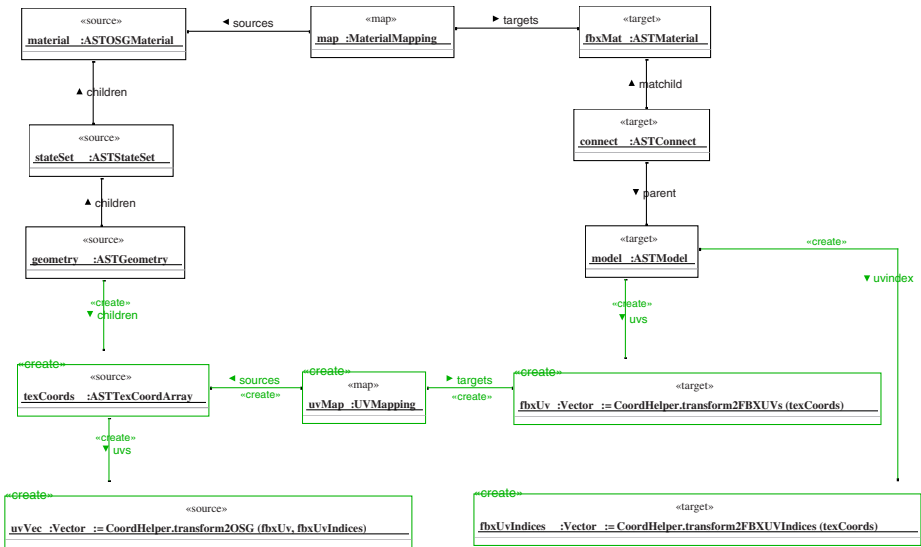 «source»
material :ASTOSGMaterial
◄ sources
«map»
map :MaterialMapping
► targets
«target»
fbxMat :ASTMaterial
▲ children
▲ matchild
«source»
stateSet :ASTStateSet
«target»
connect :ASTConnect
▲ children
▼ parent
«source»
geometry :ASTGeometry
«target»
model :ASTModel
«create»
▼ uvindex
«create»
▼ children
«create»
▼ uvs
«create»
«source»
texCoords :ASTTexCoordArray
◄ sources
«create»
«create»
«map»
uvMap :UVMapping
► targets
«create»
«create»
«target»
fbxUv :Vector := CoordHelper.transform2FBXUVs (texCoords)
«create»
▼ uvs
«create»
«source»
uvVec :Vector := CoordHelper.transform2OSG (fbxUv, fbxUvIndices)
«create»
«target»
fbxUvIndices :Vector := CoordHelper.transform2FBXUVIndices (texCoords)